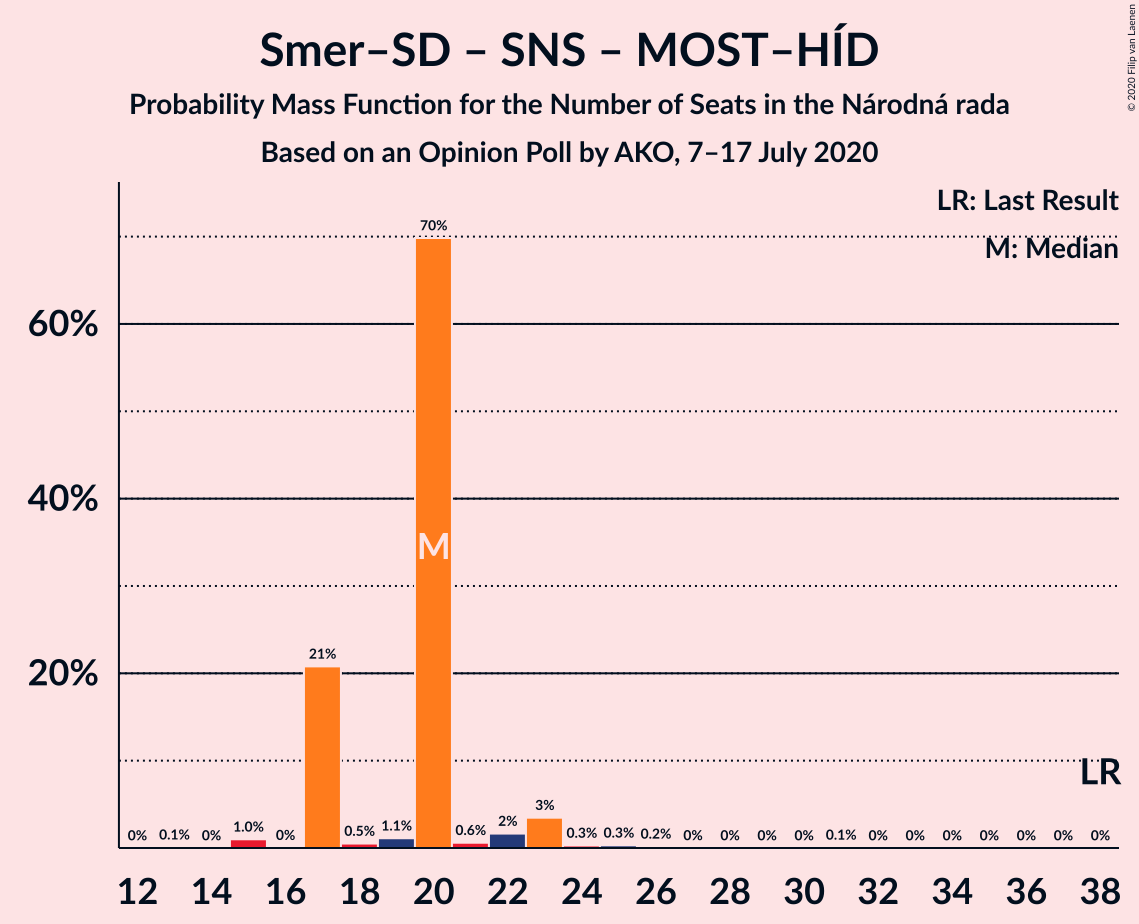 Smer–SD – SNS – MOST–HÍD
Probability Mass Function for the Number of Seats in the Národná rada
Based on an Opinion Poll by AKO, 7–17 July 2020
© 2020 Filip van Laenen
LR: Last Result
M: Median
60%
40%
20%
0% 0.1% 0% 1.0% 0% 21% 0.5% 1.1% 70% 0.6% 2% 3% 0.3% 0.3% 0.2% 0% 0% 0% 0% 0.1% 0% 0% 0% 0% 0% 0% 0%
M
LR
12 14 16 18 20 22 24 26 28 30 32 34 36 38